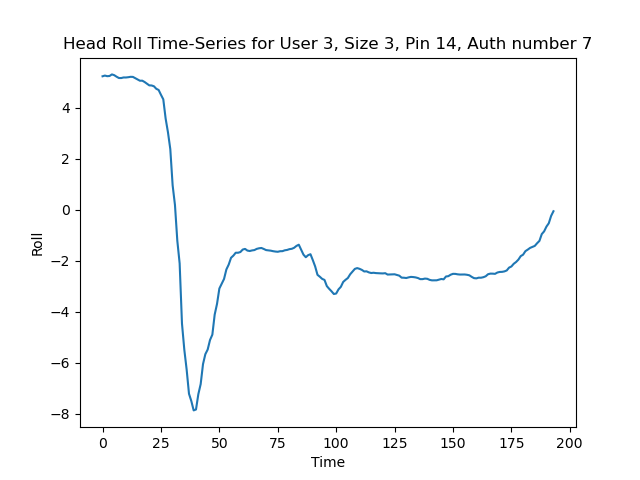 Head Roll Time-Series for User 3, Size 3, Pin 14, Auth number 7
4
2
0
−2
−4
−6
−8
Roll
0 25 50 75 100 125 150 175 200
Time